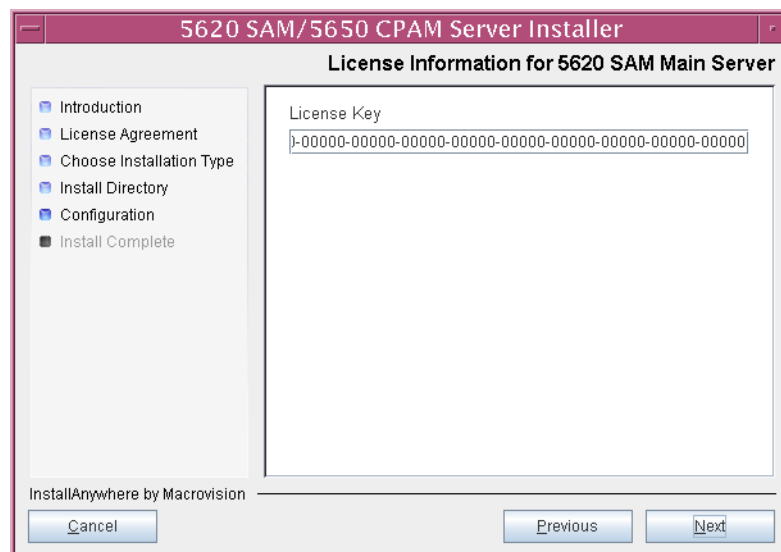 5620 SAM/5650 CPAM Server Installer
License Information for 5620 SAM Main Server
Introduction
License Agreement
Choose Installation Type
Install Directory
Configuration
Install Complete
License Key
)-00000-00000-00000-00000-00000-00000-00000-00000-00000
InstallAnywhere by Macrovision
Cancel
Previous
Next